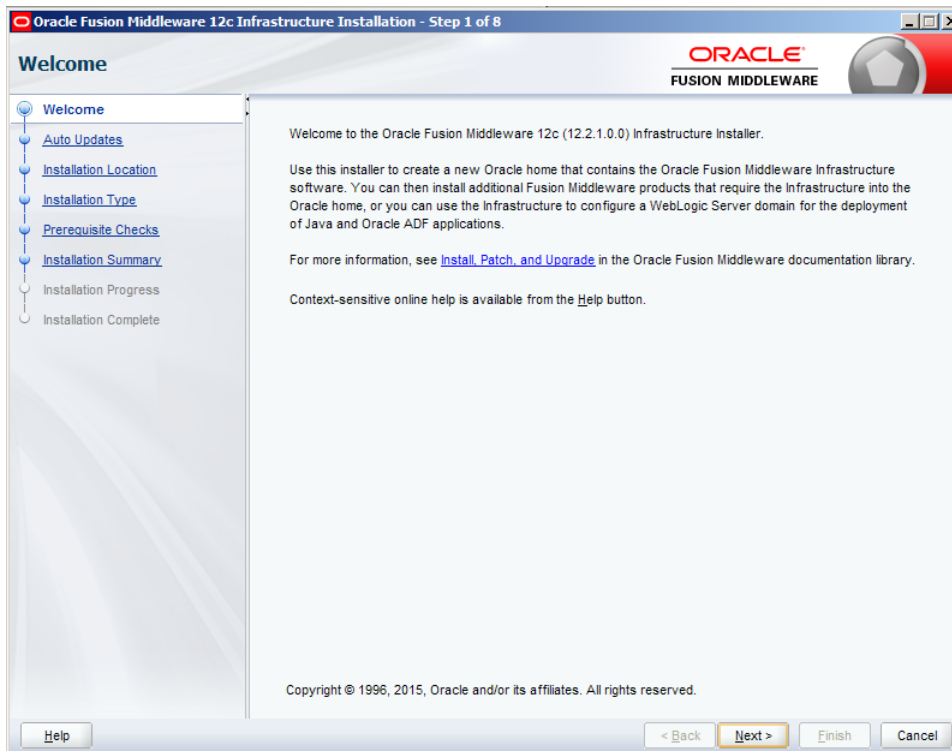 Oracle Fusion Middleware 12c Infrastructure Installation - Step 1 of 8
Welcome
ORACLE
FUSION MIDDLEWARE
Welcome
Auto Updates
Installation Location
Installation Type
Prerequisite Checks
Installation Summary
Installation Progress
Installation Complete
Welcome to the Oracle Fusion Middleware 12c (12.2.1.0.0) Infrastructure Installer.
Use this installer to create a new Oracle home that contains the Oracle Fusion Middleware Infrastructure
software. You can then install additional Fusion Middleware products that require the Infrastructure into the
Oracle home, or you can use the Infrastructure to configure a WebLogic Server domain for the deployment
of Java and Oracle ADF applications.
For more information, see Install, Patch, and Upgrade in the Oracle Fusion Middleware documentation library.
Context-sensitive online help is available from the Help button.
Copyright © 1996, 2015, Oracle and/or its affiliates. All rights reserved.
Help
< Back
Next >
Finish
Cancel